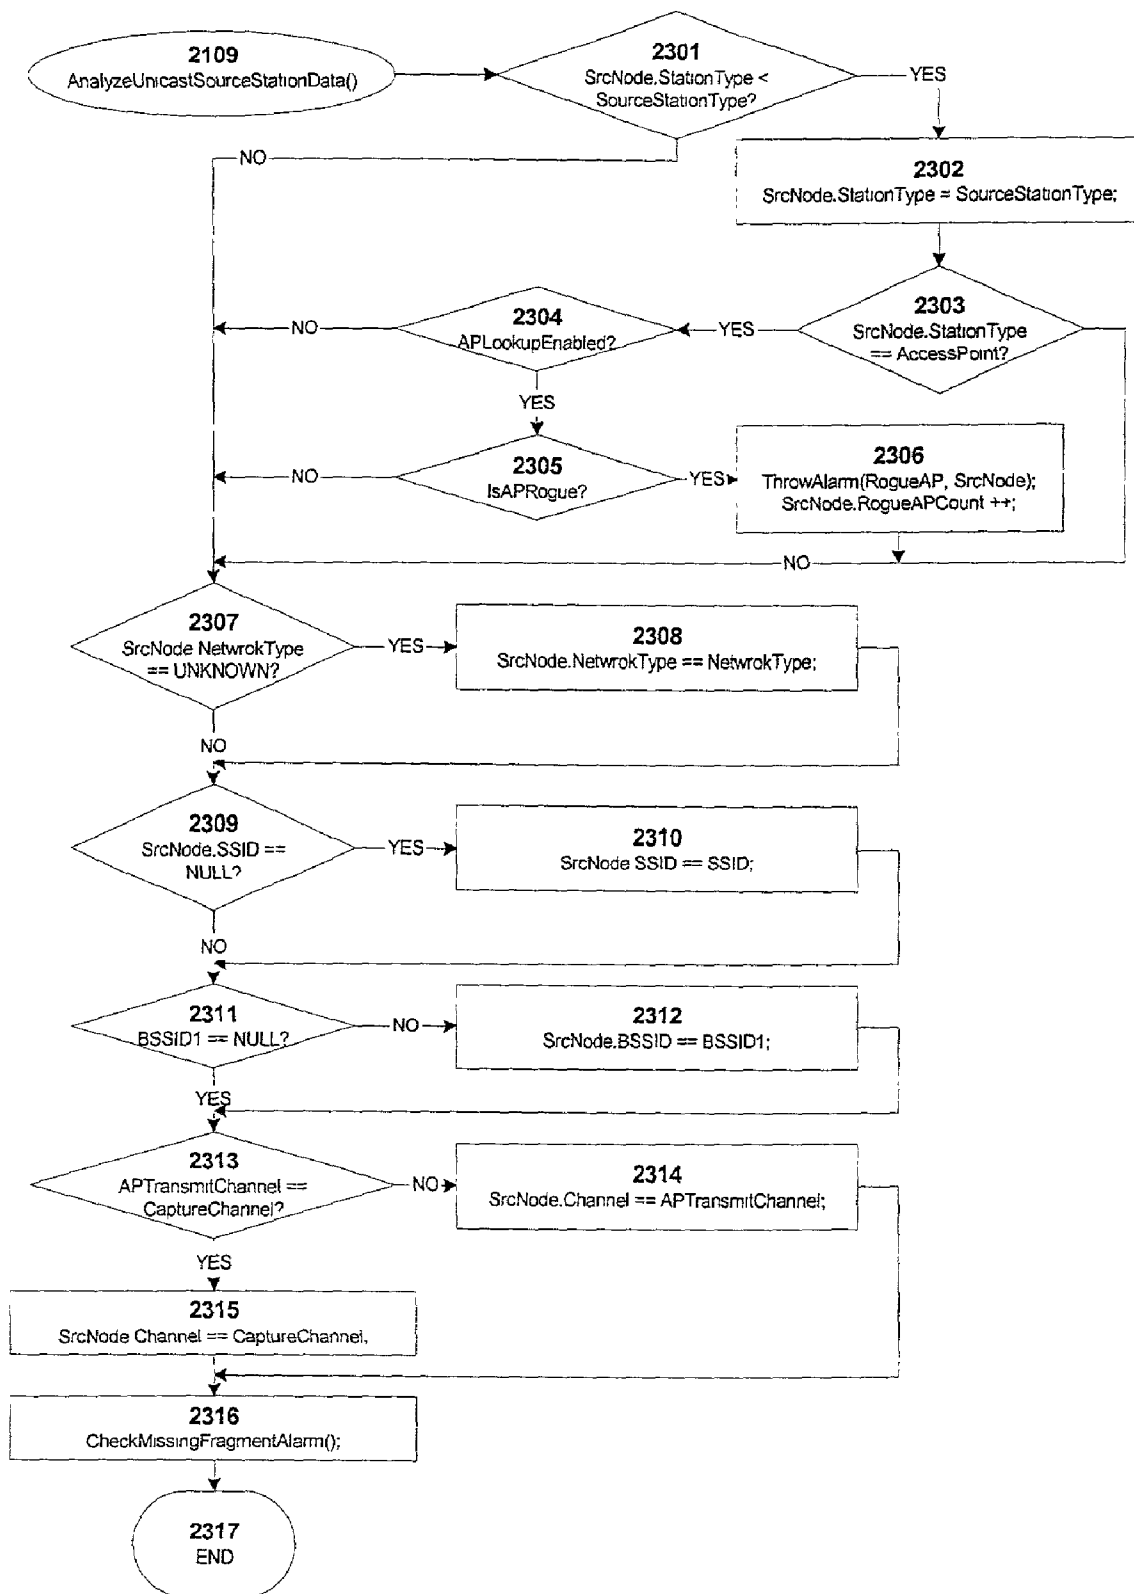 2109
AnalyzeUnicastSourceStationData()
2301
SrcNode.StationType <
SourceStationType?
YES
NO
2302
SrcNode.StationType = SourceStationType;
2303
SrcNode.StationType
== AccessPoint?
YES
2304
APLookupEnabled?
NO
YES
2305
IsAPRogue?
NO
YES
2306
ThrowAlarm(RogueAP, SrcNode);
SrcNode.RogueAPCount ++;
NO
2307
SrcNode NetwrokType
== UNKNOWN?
YES
2308
SrcNode.NetwrokType == NetwrokType;
NO
2309
SrcNode.SSID ==
NULL?
YES
2310
SrcNode SSID == SSID;
NO
2311
BSSID1 == NULL?
NO
2312
SrcNode.BSSID == BSSID1;
YES
2313
APTransmitChannel ==
CaptureChannel?
NO
2314
SrcNode.Channel == APTransmitChannel;
YES
2315
SrcNode Channel == CaptureChannel,
2316
CheckMissingFragmentAlarm();
2317
END